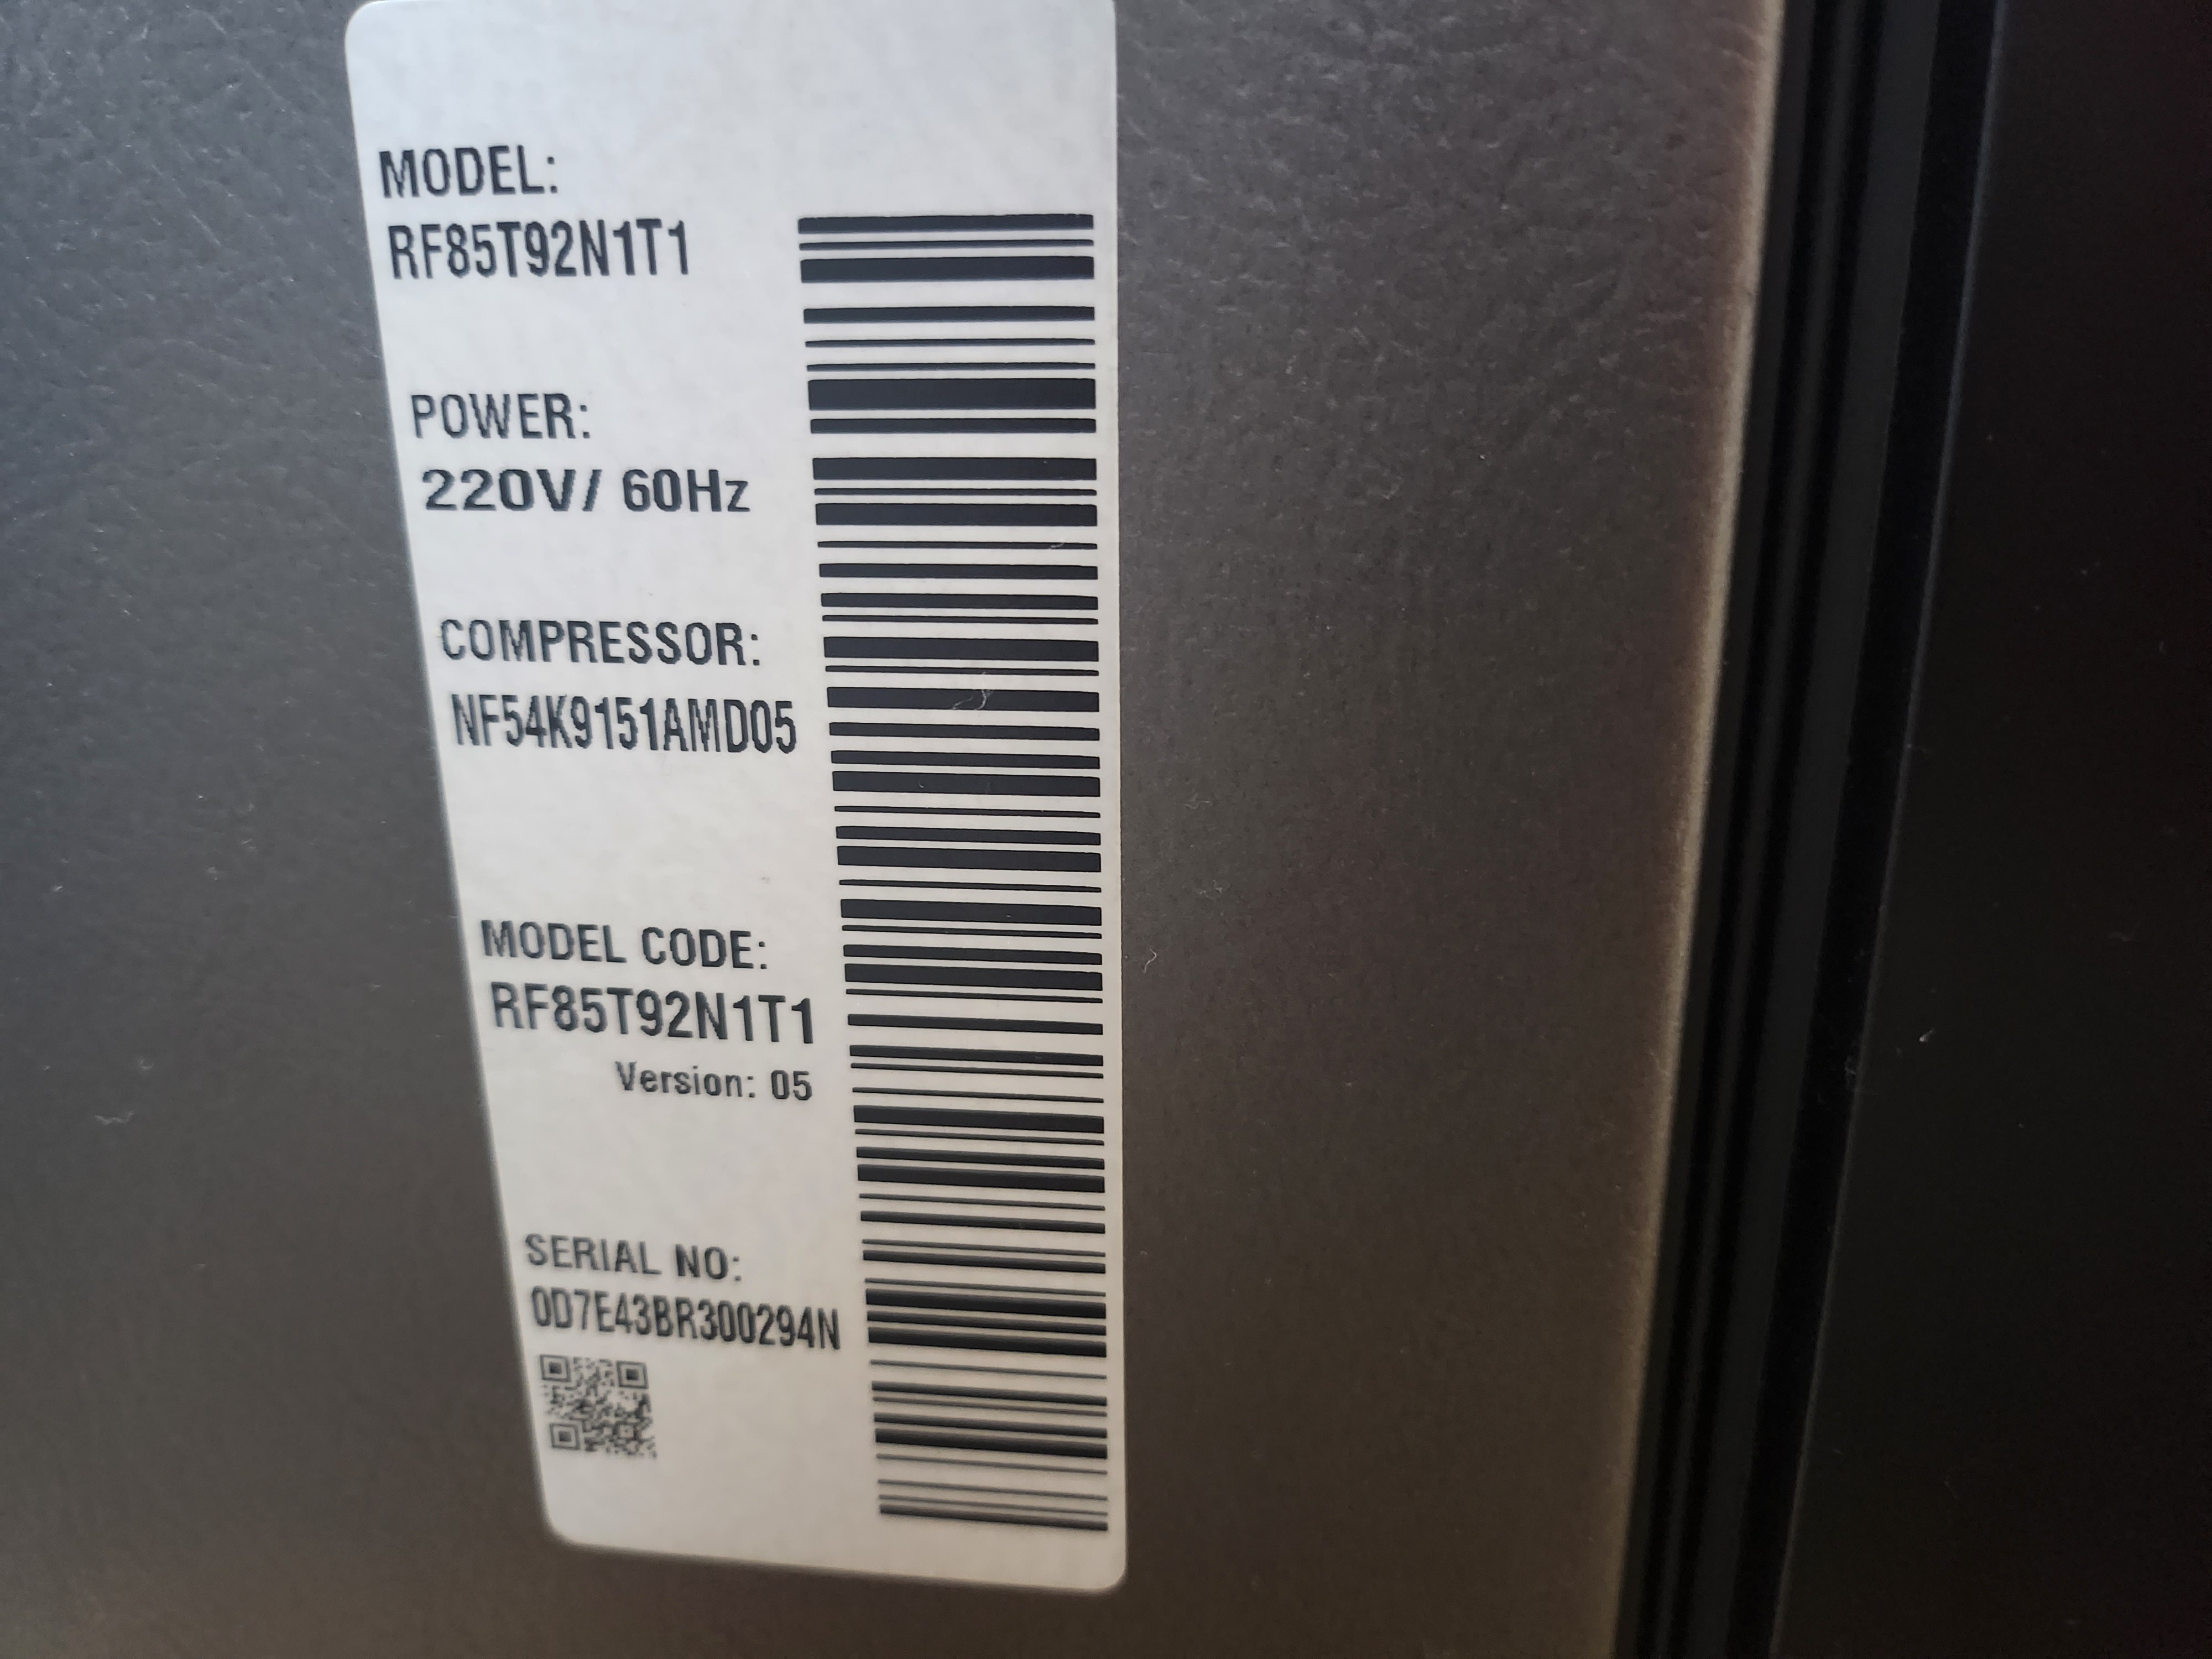 MODEL:
RF85T92N1T1
POWER:
220V/ 60Hz
COMPRESSOR:
NF54K9151AMD05
MODEL CODE:
RF85T92N1T1
Version: 05
SERIAL NO:
0D7E43BR300294N